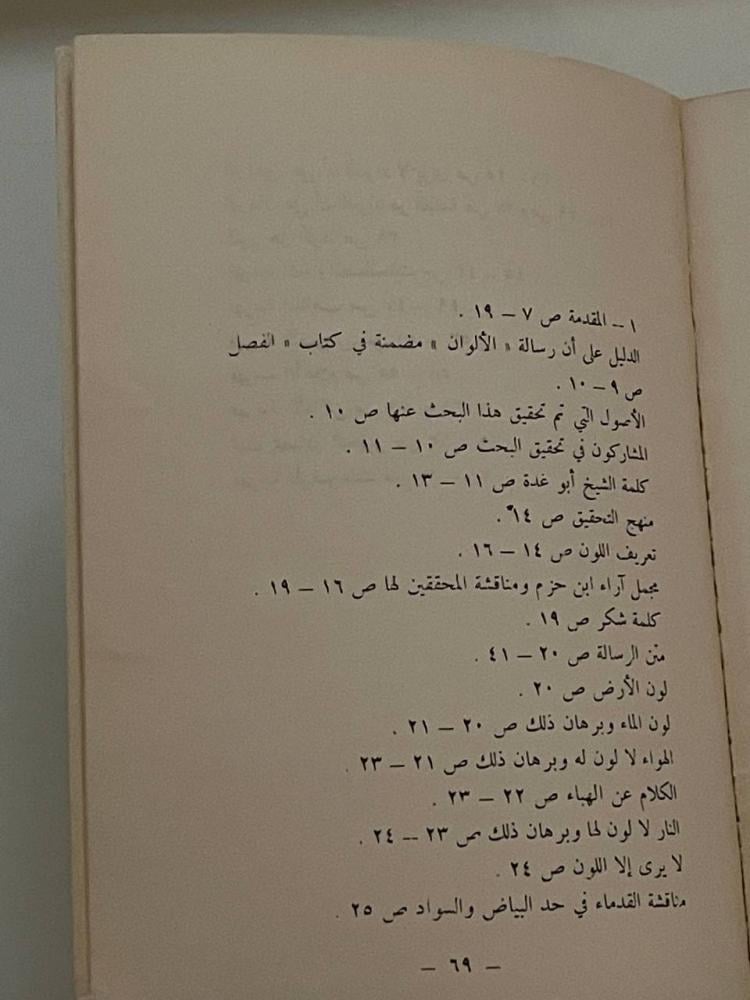 ١ – المقدمة ص ٧ – ١٩ .
الدليل على أن رسالة « الألوان » مضمنة في كتاب « الفصل
ص ٩ – ١٠ .
الأصول التي تم تحقيق هذا البحث عنها ص ١٠ .
المشاركون في تحقيق البحث ص ١٠ – ١١ .
كلمة الشيخ أبو غدة ص ١١ – ١٣ .
منهج التحقيق ص ١٤ .
تعريف اللون ص ١٤ – ١٦ .
مجمل آراء ابن حزم ومناقشة المحققين لها ص ١٦ – ١٩ .
كلمة شكر ص ١٩ .
متن الرسالة ص ٢٠ – ٤١ .
لون الأرض ص ٢٠ .
لون الماء وبرهان ذلك ص ٢٠ – ٢١ .
الهواء لا لون له وبرهان ذلك ص ٢١ – ٢٣ .
الكلام عن الهباء ص ٢٢ – ٢٣ .
النار لا لون لها وبرهان ذلك ص ٢٣ – ٢٤ .
لا يرى إلا اللون ص ٢٤ .
مناقشة القدماء في حد البياض والسواد ص ٢٥ .
– ٦٩ –